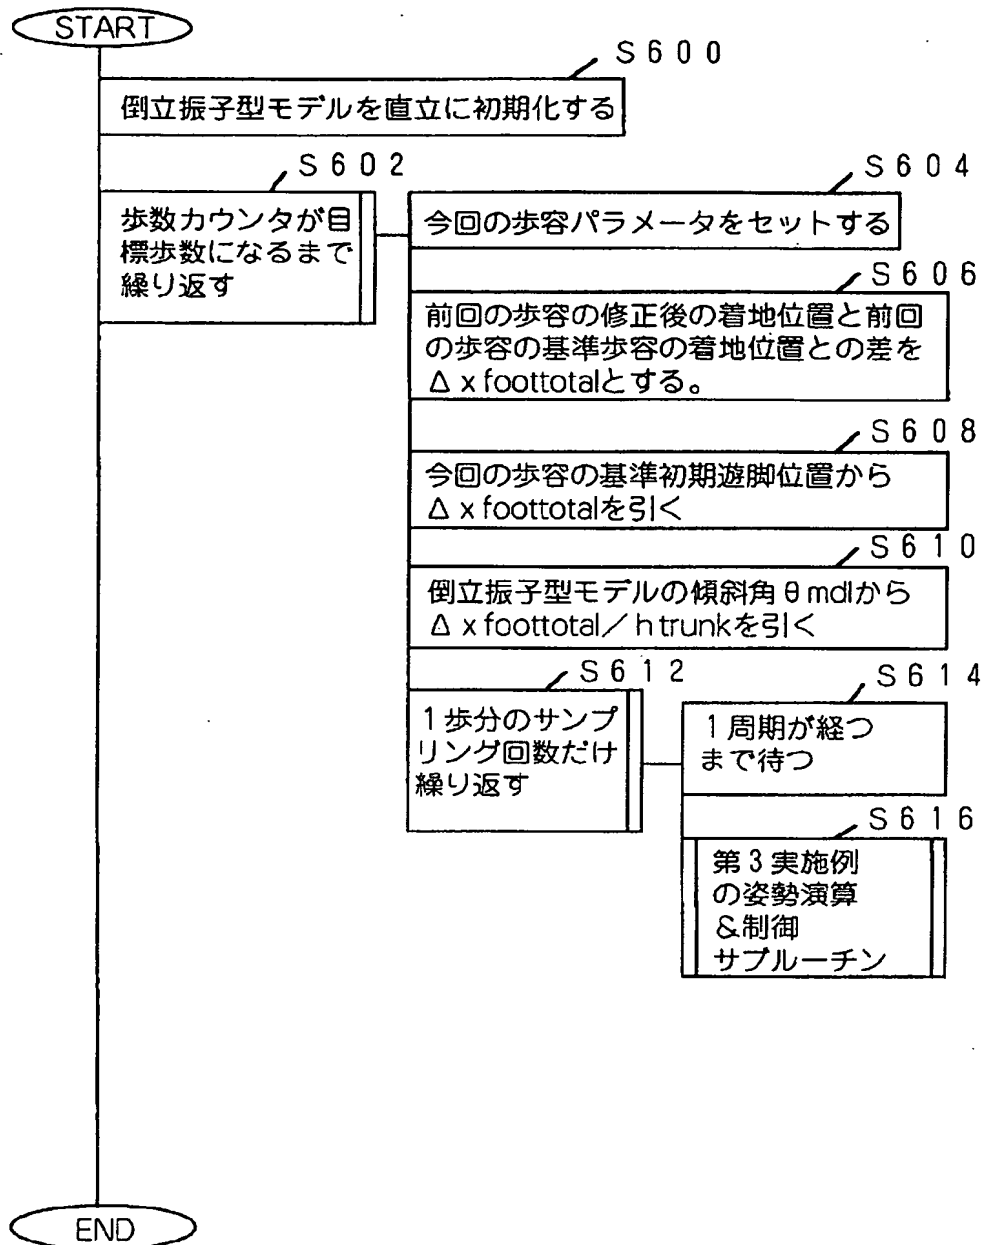 START
S600
倒立振子型モデルを直立に初期化する
S602
歩数カウンタが目
標歩数になるまで
繰り返す
S604
今回の歩容パラメータをセットする
S606
前回の歩容の修正後の着地位置と前回
の歩容の基準歩容の着地位置との差を
Δxfoottotalとする。
S608
今回の歩容の基準初期遊脚位置から
Δxfoottotalを引く
S610
倒立振子型モデルの傾斜角θmdlから
Δxfoottotal/htrunkを引く
S612
1歩分のサンプ
リング回数だけ
繰り返す
S614
1周期が経つ
まで待つ
S616
第3実施例
の姿勢演算
&制御
サブルーチン
END